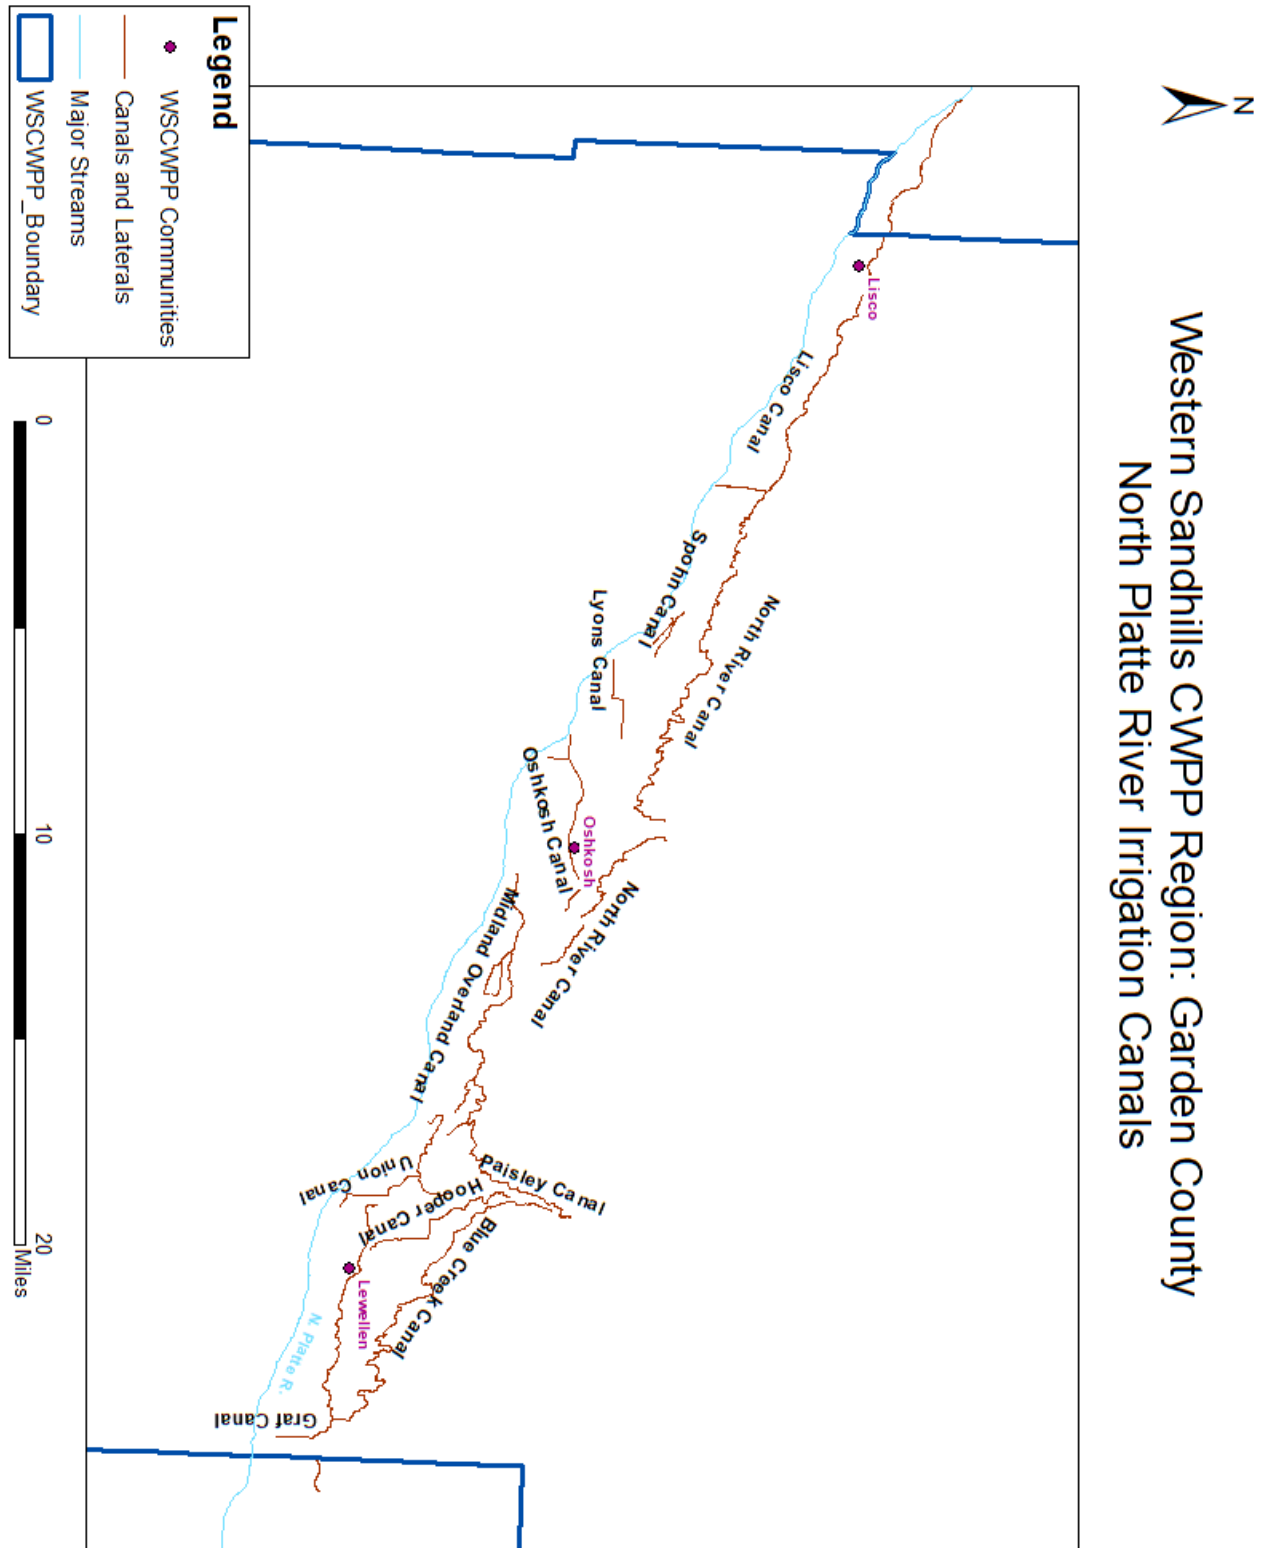 Western Sandhills CWPP Region: Garden County
North Platte River Irrigation Canals
N
Lisco
Lisco Canal
Spohn Canal
North River Canal
Lyons Canal
Oshkosh Canal
Oshkosh
North River Canal
Midland Overland Canal
Paisley Canal
Union Canal
Hooper Canal
Blue Creek Canal
Lewellen
N. Platte R.
Graf Canal
Legend
WSCWPP Communities
Canals and Laterals
Major Streams
WSCWPP_Boundary
0 10 20
Miles